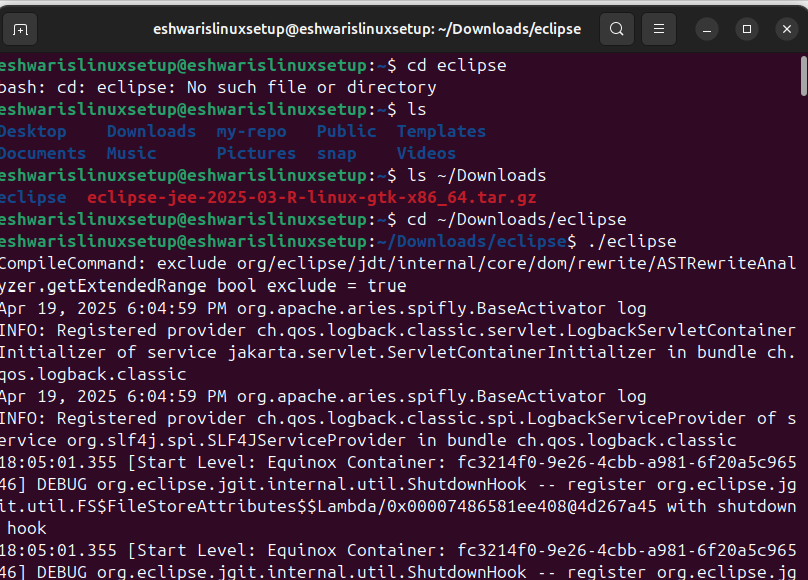 eshwarislinuxsetup@eshwarislinuxsetup: ~/Downloads/eclipse
eshwarislinuxsetup@eshwarislinuxsetup:~$ cd eclipse
bash: cd: eclipse: No such file or directory
eshwarislinuxsetup@eshwarislinuxsetup:~$ ls
Desktop Downloads my-repo Public Templates
Documents Music Pictures snap Videos
eshwarislinuxsetup@eshwarislinuxsetup:~$ ls ~/Downloads
eclipse eclipse-jee-2025-03-R-linux-gtk-x86_64.tar.gz
eshwarislinuxsetup@eshwarislinuxsetup:~$ cd ~/Downloads/eclipse
eshwarislinuxsetup@eshwarislinuxsetup:~/Downloads/eclipse$ ./eclipse
CompileCommand: exclude org/eclipse/jdt/internal/core/dom/rewrite/ASTRewriteAnal
yzer.getExtendedRange bool exclude = true
Apr 19, 2025 6:04:59 PM org.apache.aries.spifly.BaseActivator log
INFO: Registered provider ch.qos.logback.classic.servlet.LogbackServletContainer
Initializer of service jakarta.servlet.ServletContainerInitializer in bundle ch.
qos.logback.classic
Apr 19, 2025 6:04:59 PM org.apache.aries.spifly.BaseActivator log
INFO: Registered provider ch.qos.logback.classic.spi.LogbackServiceProvider of s
ervice org.slf4j.spi.SLF4JServiceProvider in bundle ch.qos.logback.classic
18:05:01.355 [Start Level: Equinox Container: fc3214f0-9e26-4cbb-a981-6f20a5c965
46] DEBUG org.eclipse.jgit.internal.util.ShutdownHook -- register org.eclipse.jg
it.util.FS$FileStoreAttributes$$Lambda/0x00007486581ee408@4d267a45 with shutdown
hook
18:05:01.355 [Start Level: Equinox Container: fc3214f0-9e26-4cbb-a981-6f20a5c965
46] DEBUG org.eclipse.jgit.internal.util.ShutdownHook -- register org.eclipse.jg